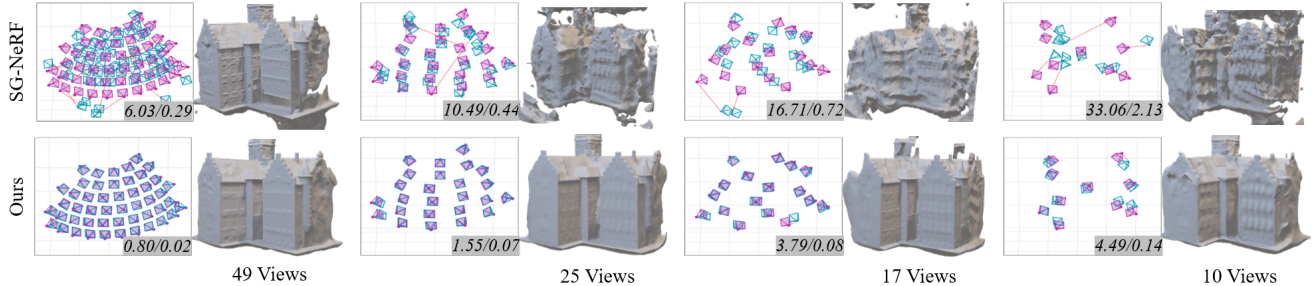 SG-NeRF
6.03/0.29
10.49/0.44
16.71/0.72
33.06/2.13
Ours
0.80/0.02
1.55/0.07
3.79/0.08
4.49/0.14
49 Views
25 Views
17 Views
10 Views